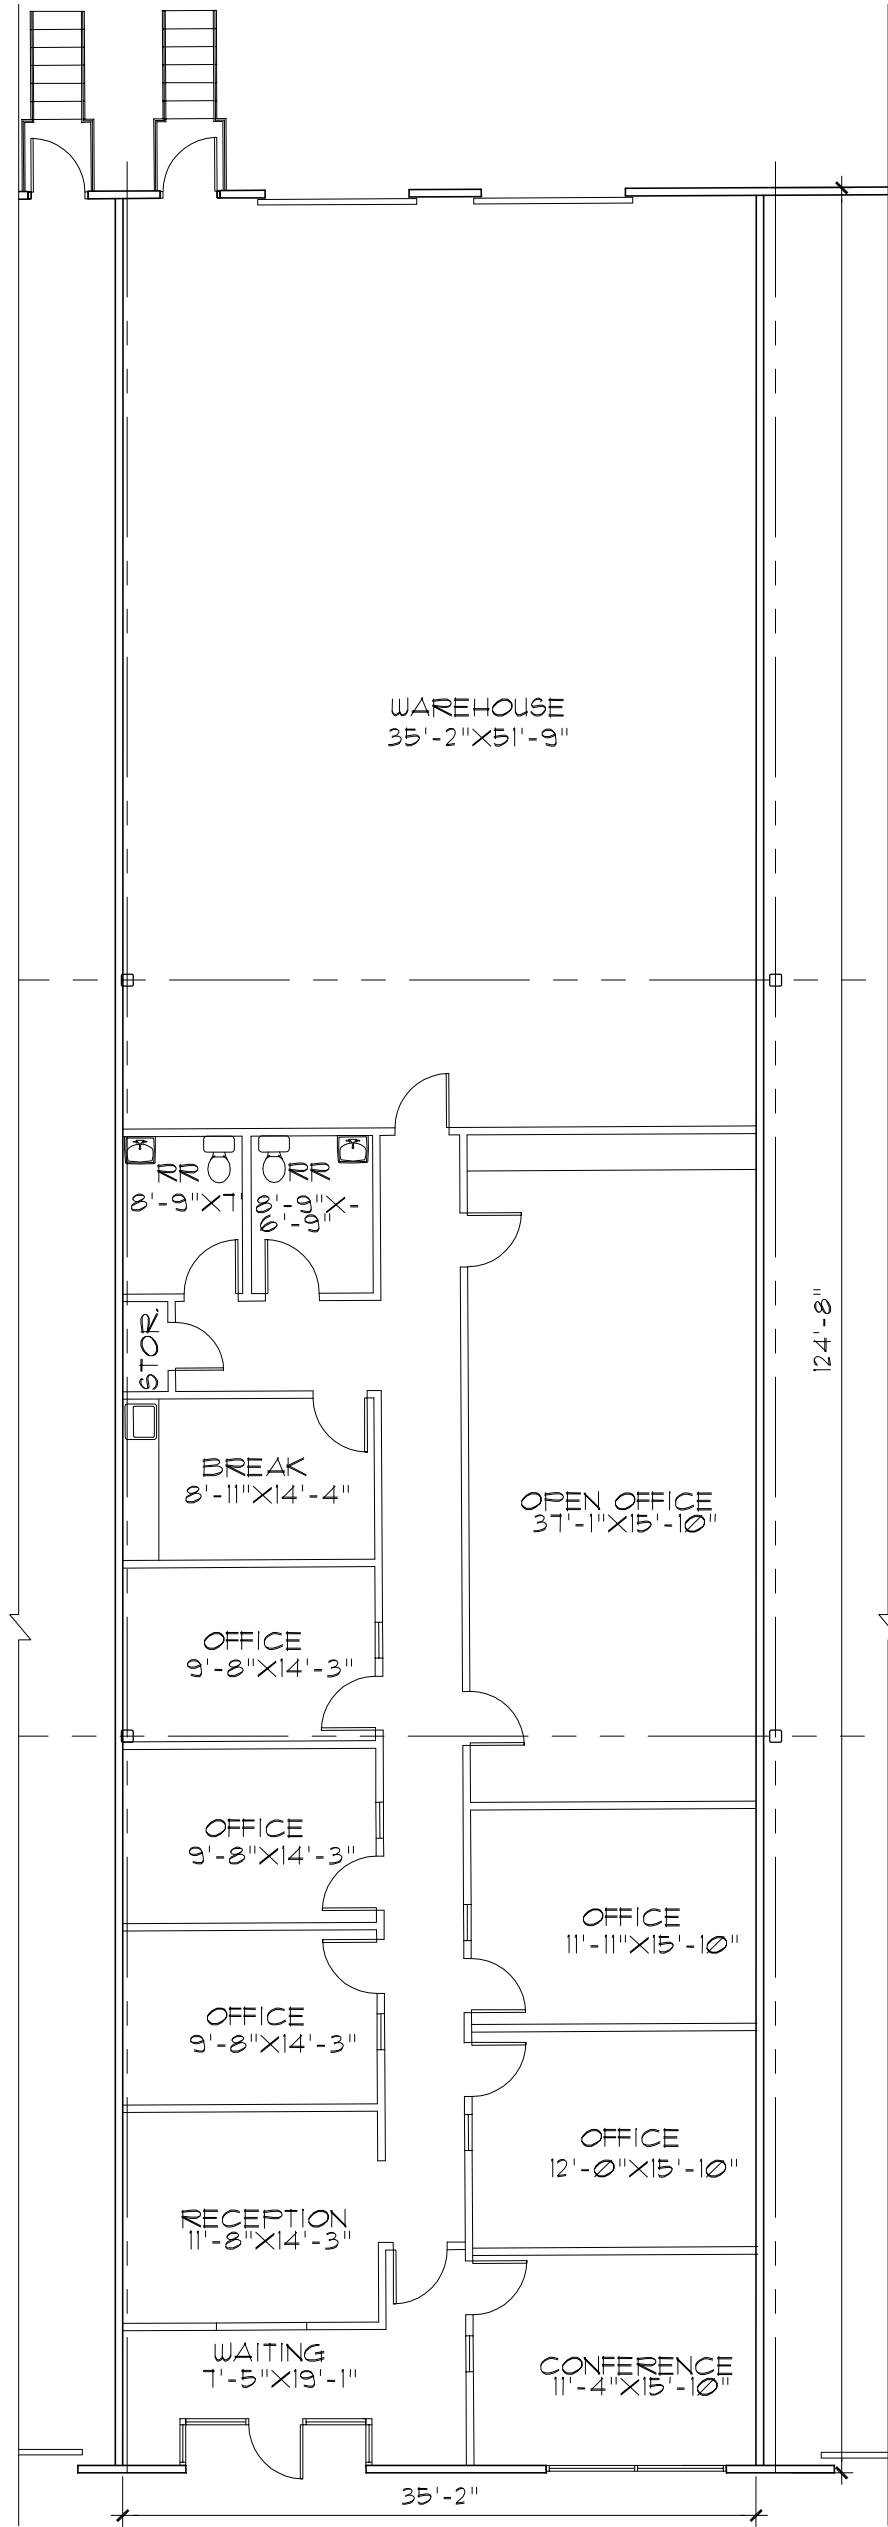 WAREHOUSE
35'-2"X51'-9"
RR
8'-9"X7'
RR
8'-9"X-
6'-9"
STOR.
124'-8"
BREAK
8'-11"X14'-4"
OPEN OFFICE
37'-1"X15'-10"
OFFICE
9'-8"X14'-3"
OFFICE
9'-8"X14'-3"
OFFICE
11'-11"X15'-10"
OFFICE
9'-8"X14'-3"
OFFICE
12'-0"X15'-10"
RECEPTION
11'-8"X14'-3"
WAITING
7'-5"X19'-1"
CONFERENCE
11'-4"X15'-10"
35'-2"